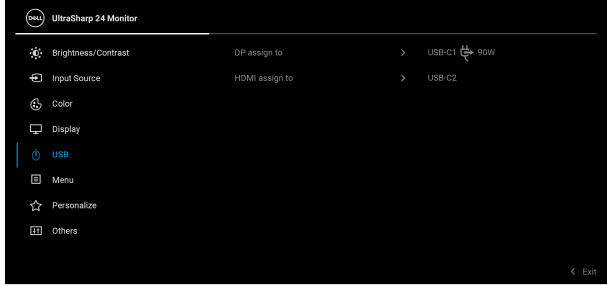 DELL UltraSharp 24 Monitor
Brightness/Contrast DP assign to > USB-C1 90W
Input Source HDMI assign to > USB-C2
Color
Display
USB
Menu
Personalize
Others
< Exit